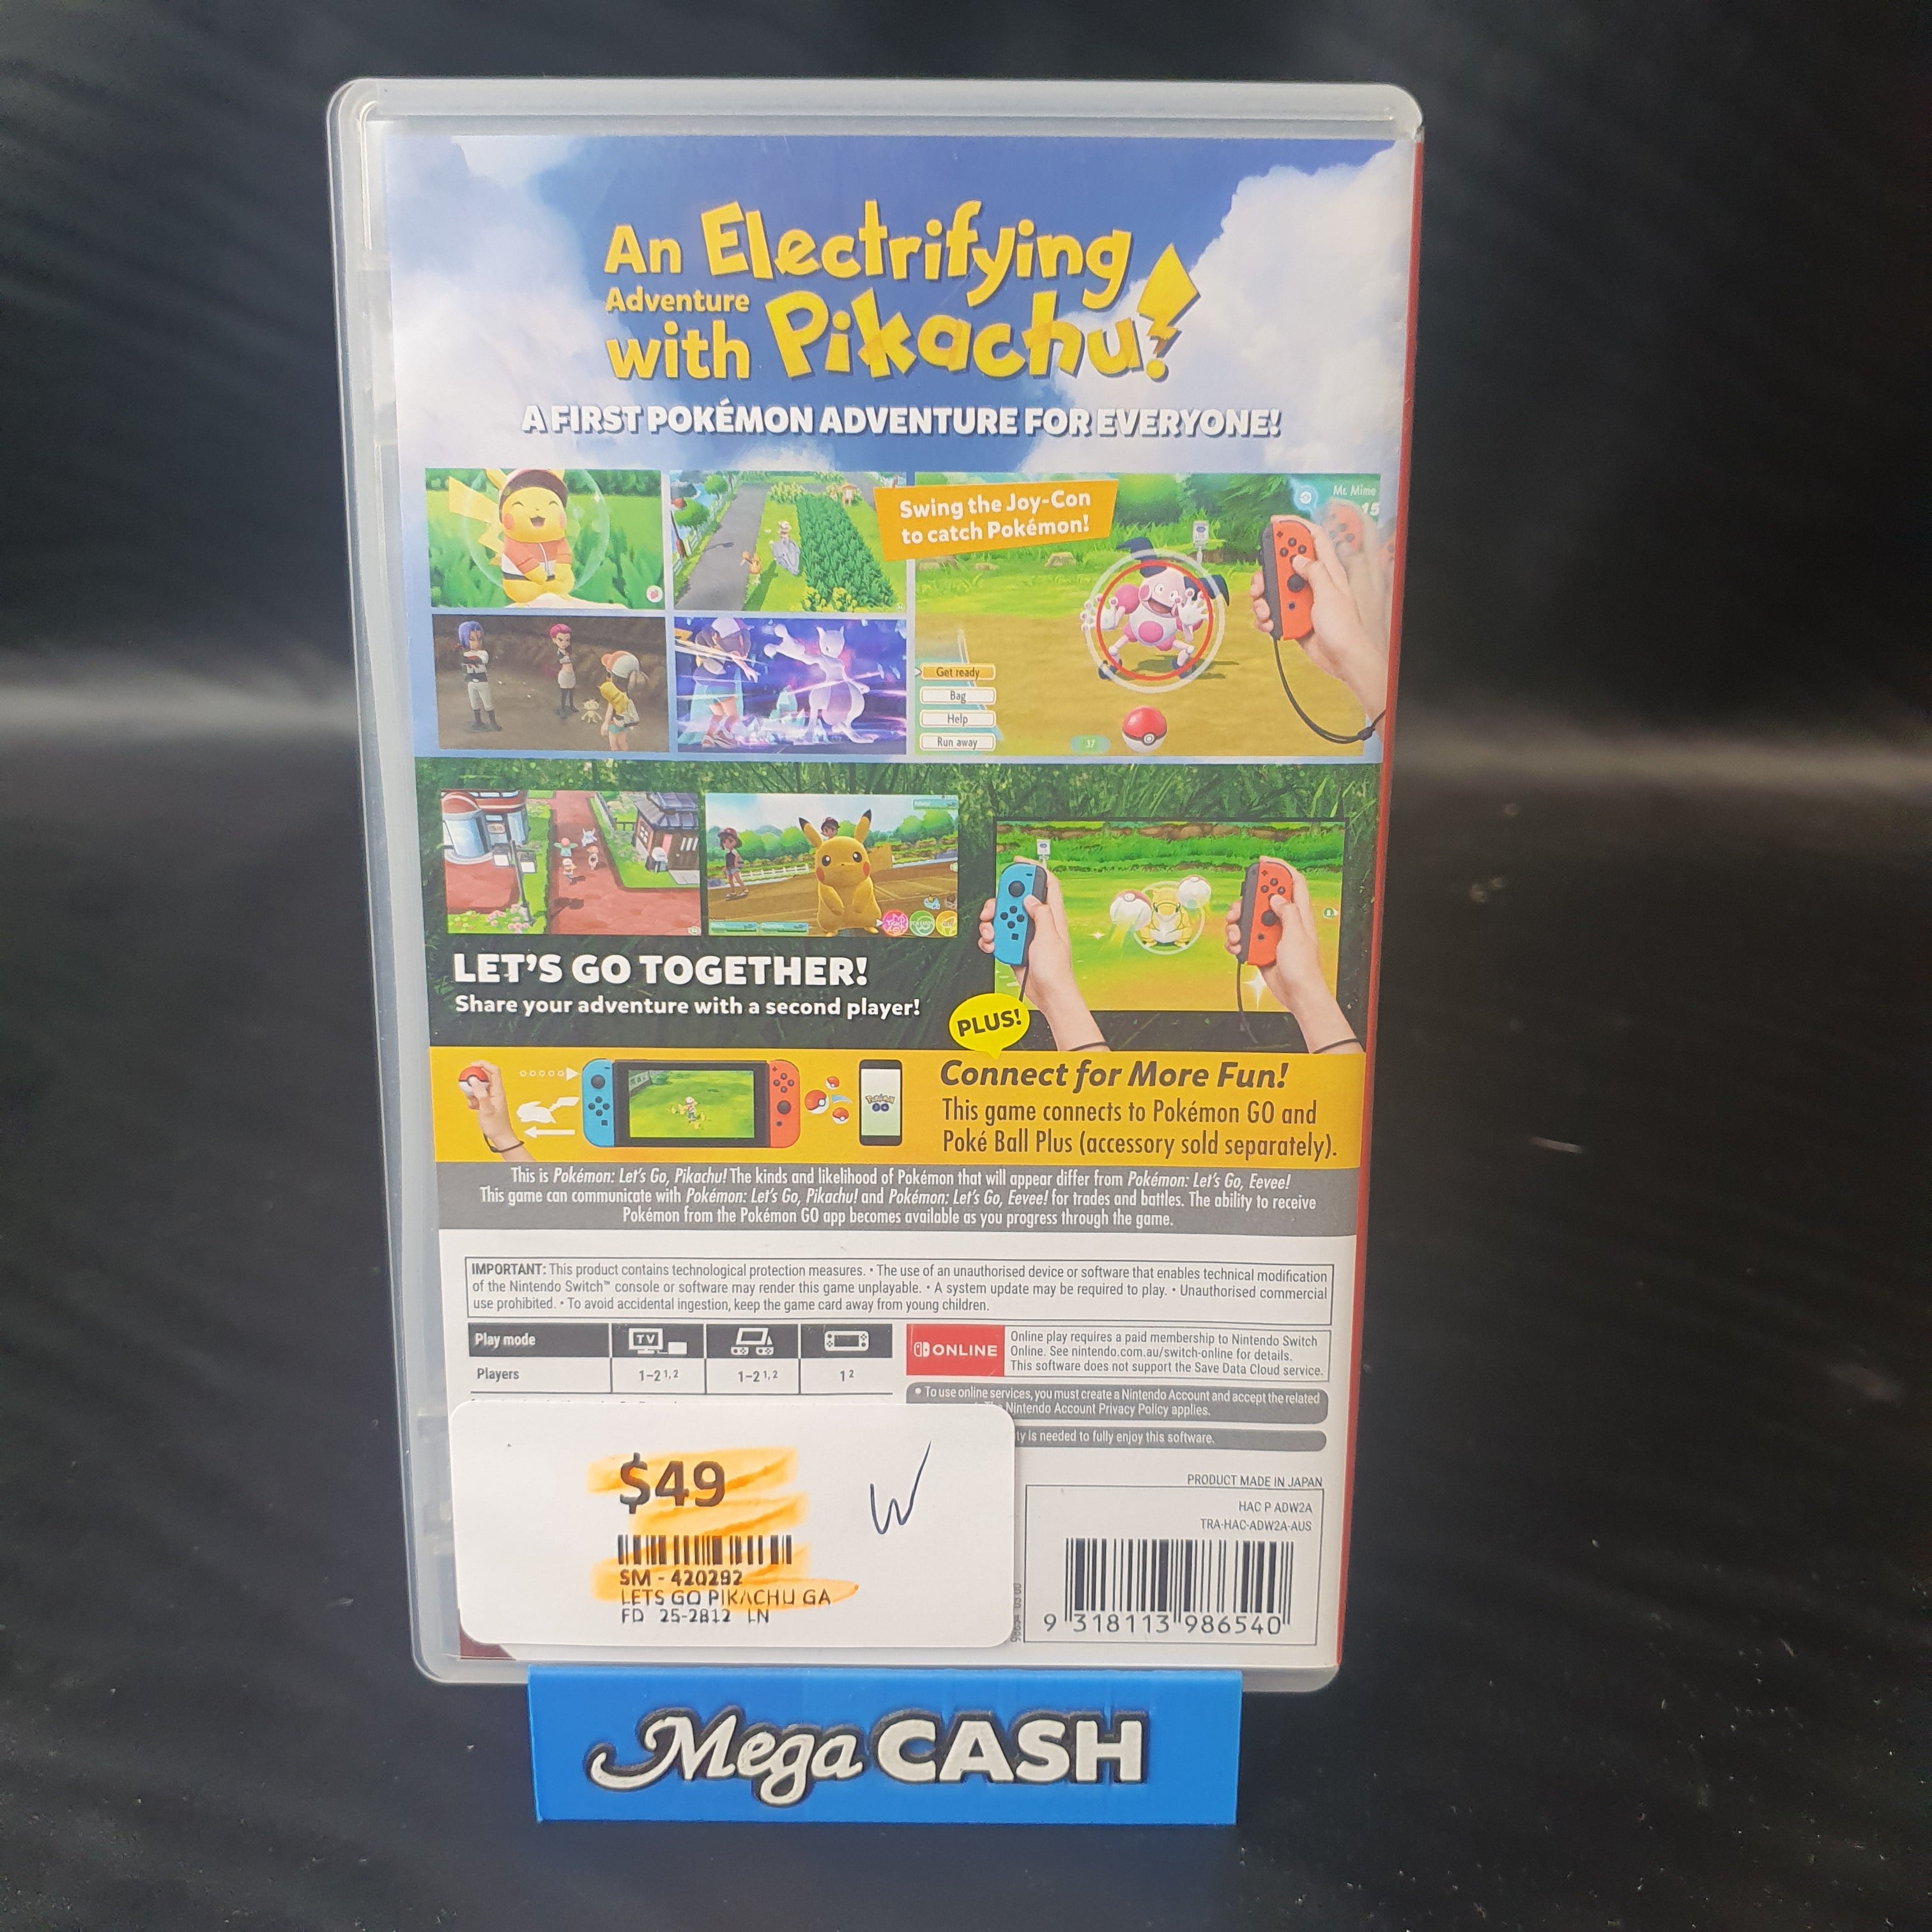 An Electrifying
Adventure
with Pikachu!
A FIRST POKÉMON ADVENTURE FOR EVERYONE!
Swing the Joy-Con
to catch Pokémon!
Mr. Mime
15
Get ready
Bag
Help
Run away
37
LET'S GO TOGETHER!
Share your adventure with a second player!
PLUS!
Connect for More Fun!
This game connects to Pokémon GO and
Poké Ball Plus (accessory sold separately).
Pokémon
GO
This is Pokémon: Let's Go, Pikachu! The kinds and likelihood of Pokémon that will appear differ from Pokémon: Let's Go, Eevee!
This game can communicate with Pokémon: Let's Go, Pikachu! and Pokémon: Let's Go, Eevee! for trades and battles. The ability to receive
Pokémon from the Pokémon GO app becomes available as you progress through the game.
IMPORTANT: This product contains technological protection measures. • The use of an unauthorised device or software that enables technical modification
of the Nintendo Switch™ console or software may render this game unplayable. • A system update may be required to play. • Unauthorised commercial
use prohibited. • To avoid accidental ingestion, keep the game card away from young children.
Play mode
TV
Players
1-2 1, 2
1-2 1, 2
1 2
ONLINE
Online play requires a paid membership to Nintendo Switch
Online. See nintendo.com.au/switch-online for details.
This software does not support the Save Data Cloud service.
• To use online services, you must create a Nintendo Account and accept the related
Nintendo Account Privacy Policy applies.
is needed to fully enjoy this software.
$49
W
SM - 420292
LETS GO PIKACHU GA
FD 25-2812 LN
PRODUCT MADE IN JAPAN
HAC P ADW2A
TRA-HAC-ADW2A-AUS
9 318113 986540
Mega CASH